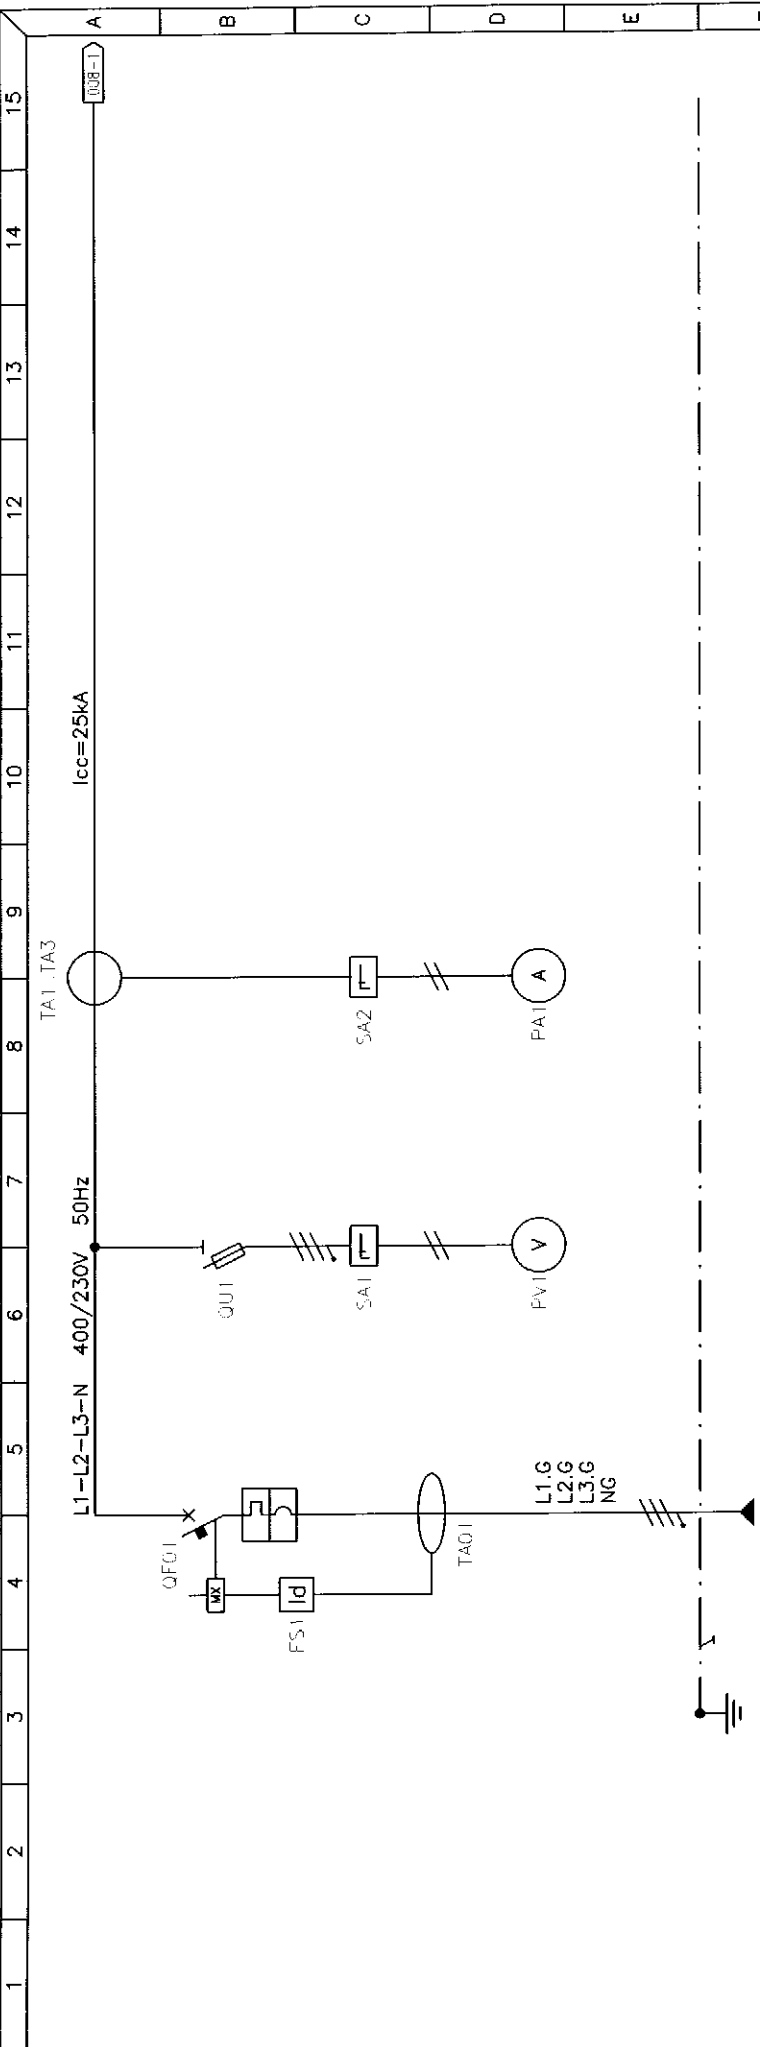 1 2 3 4 5 6 7 8 9 10 11 12 13 14 15
A
B
C
D
E
008-1
L1-L2-L3-N 400/230V 50Hz
Icc=25kA
TA1 .TA3
QF01
MX
Id
FS1
TA01
L1.G
L2.G
L3.G
NG
QU1
SA1
V
PV1
SA2
A
PA1